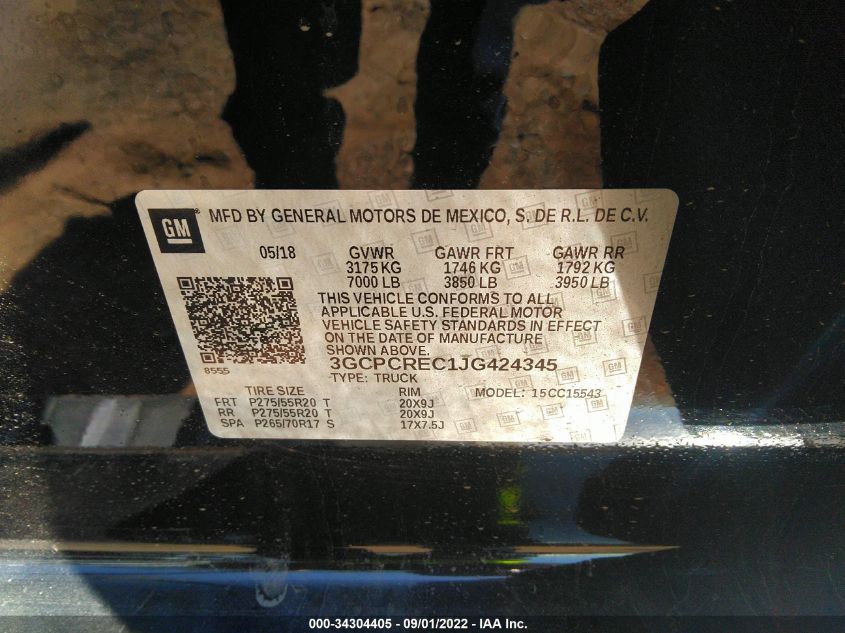 GM® MFD BY GENERAL MOTORS DE MEXICO, S. DE R.L. DE C.V.
05/18 GVWR GAWR FRT GAWR RR
3175 KG 1746 KG 1792 KG
7000 LB 3850 LB 3950 LB
THIS VEHICLE CONFORMS TO ALL
APPLICABLE U.S. FEDERAL MOTOR
VEHICLE SAFETY STANDARDS IN EFFECT
ON THE DATE OF MANUFACTURE
SHOWN ABOVE.
8555
3GCPCREC1JG424345
TYPE: TRUCK
TIRE SIZE RIM MODEL: 15CC15543
FRT P275/55R20 T 20X9J
RR P275/55R20 T 20X9J
SPA P265/70R17 S 17X7.5J
000-34304405 - 09/01/2022 - IAA Inc.